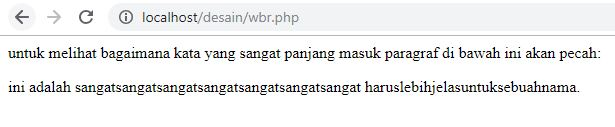 localhost/desain/wbr.php
untuk melihat bagaimana kata yang sangat panjang masuk paragraf di bawah ini akan pecah:
ini adalah sangatsangatsangatsangatsangatsangatsangat haruslebihjelasuntuksebuahnama.